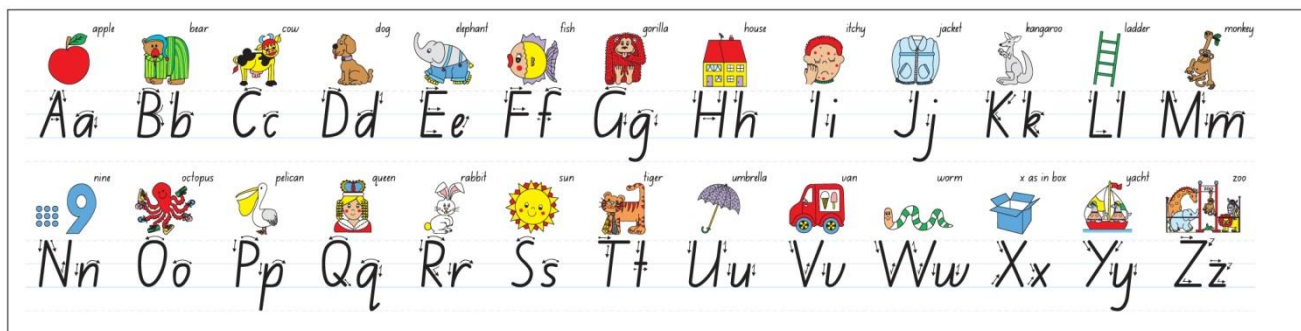 apple bear cow dog elephant fish gorilla house itchy jacket kangaroo ladder monkey
Aa Bb Cc Dd Ee Ff Gg Hh Ii Jj Kk Ll Mm
nine octopus pelican queen rabbit sun tiger umbrella van worm x as in box yacht zoo
9
Nn Oo Pp Qq Rr Ss Tt Uu Vv Ww Xx Yy Zz